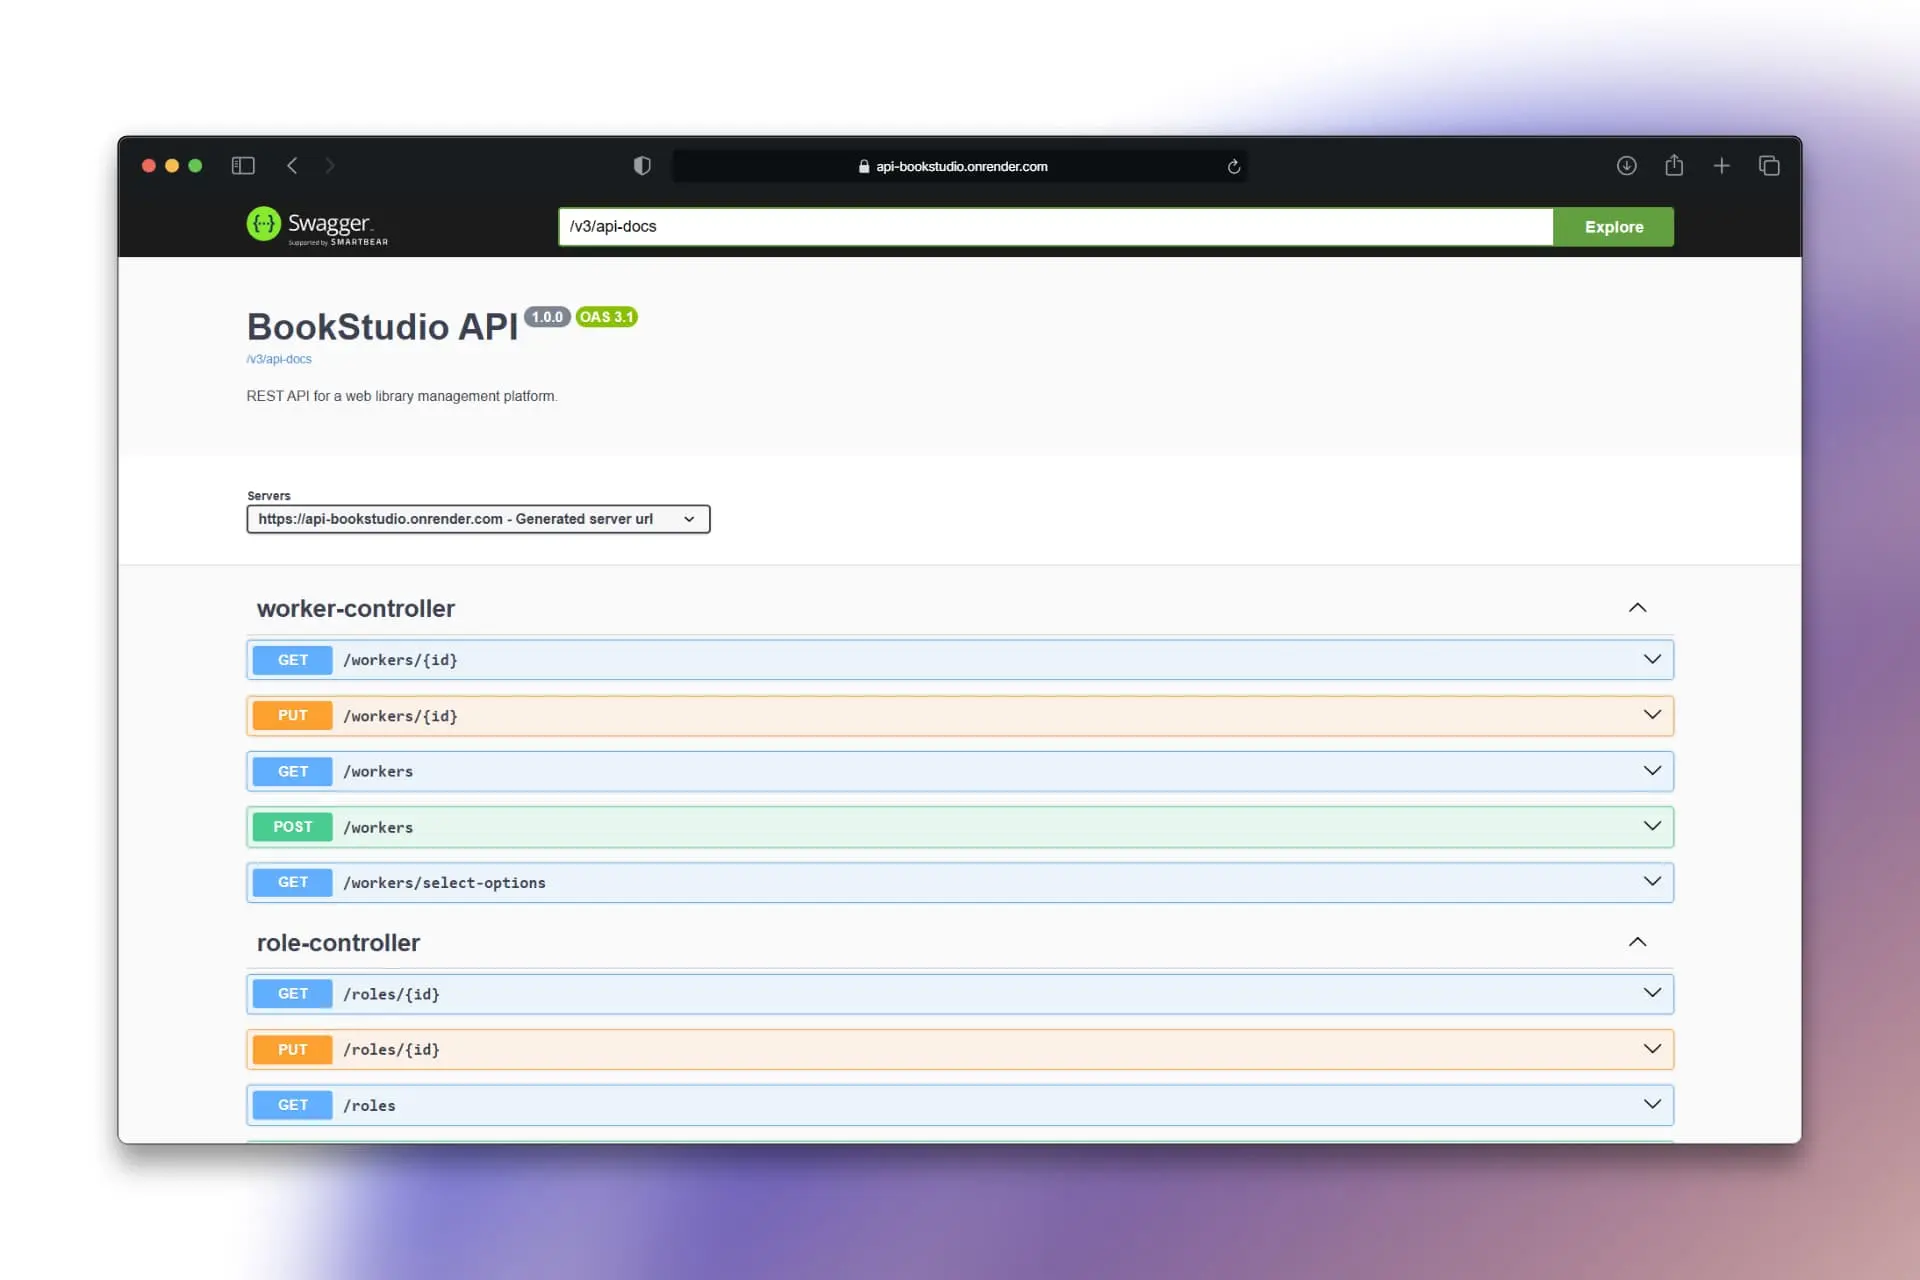 api-bookstudio.onrender.com
Swagger
Supported by SMARTBEAR
/v3/api-docs
Explore
BookStudio API 1.0.0 OAS 3.1
/v3/api-docs
REST API for a web library management platform.
Servers
https://api-bookstudio.onrender.com - Generated server url
worker-controller
GET /workers/{id}
PUT /workers/{id}
GET /workers
POST /workers
GET /workers/select-options
role-controller
GET /roles/{id}
PUT /roles/{id}
GET /roles